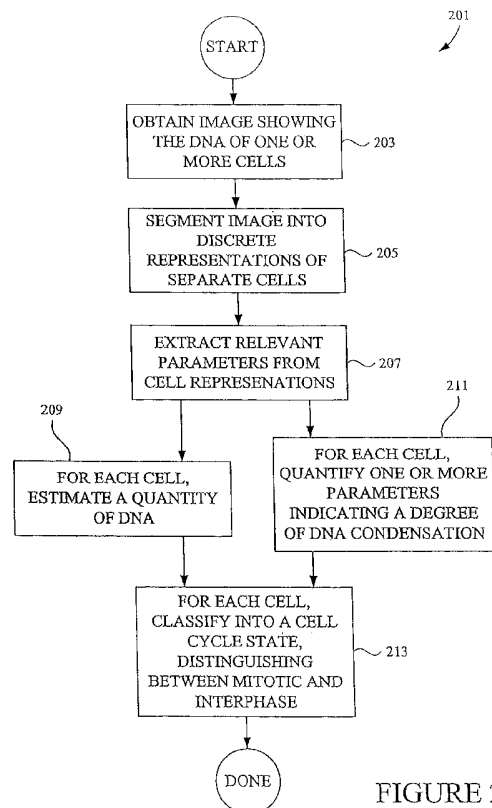 201
START
OBTAIN IMAGE SHOWING
THE DNA OF ONE OR
MORE CELLS
203
SEGMENT IMAGE INTO
DISCRETE
REPRESENTATIONS OF
SEPARATE CELLS
205
EXTRACT RELEVANT
PARAMETERS FROM
CELL REPRESENATIONS
207
209
FOR EACH CELL,
ESTIMATE A QUANTITY
OF DNA
211
FOR EACH CELL,
QUANTIFY ONE OR MORE
PARAMETERS
INDICATING A DEGREE
OF DNA CONDENSATION
FOR EACH CELL,
CLASSIFY INTO A CELL
CYCLE STATE,
DISTINGUISHING
BETWEEN MITOTIC AND
INTERPHASE
213
DONE
FIGURE